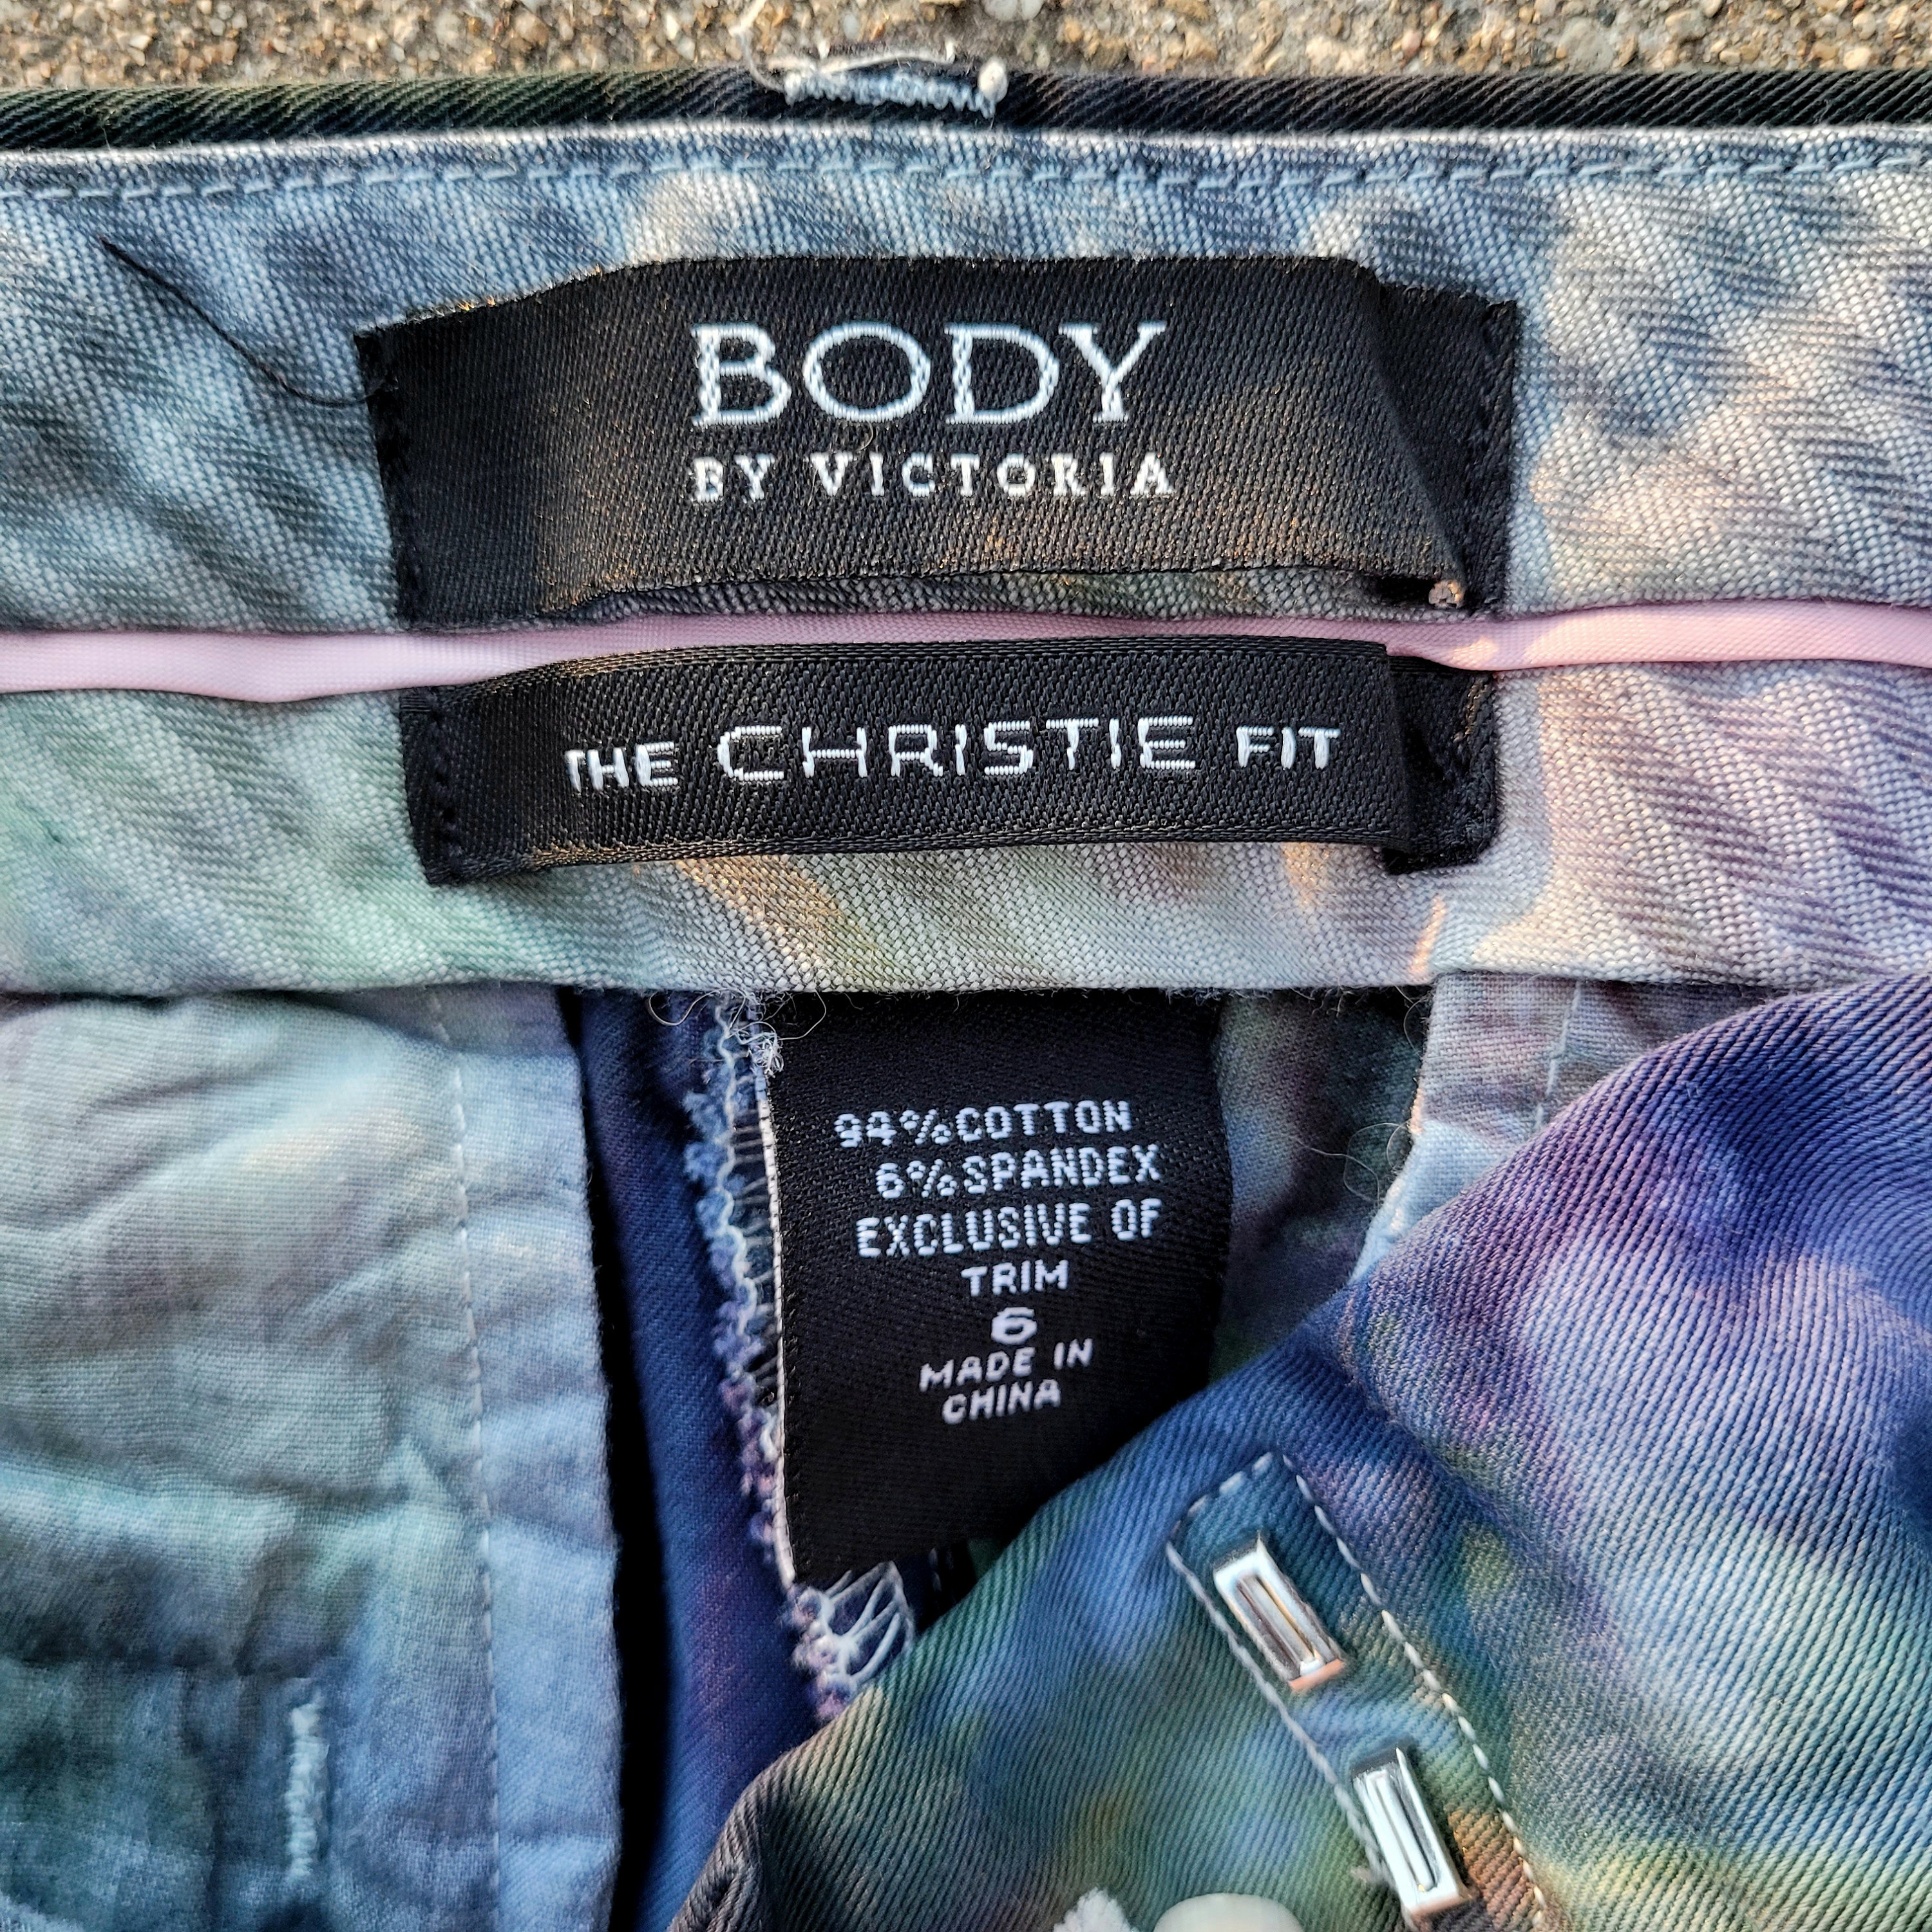 BODY
BY VICTORIA
THE CHRISTIE FIT
94%COTTON
6%SPANDEX
EXCLUSIVE OF
TRIM
6
MADE IN
CHINA